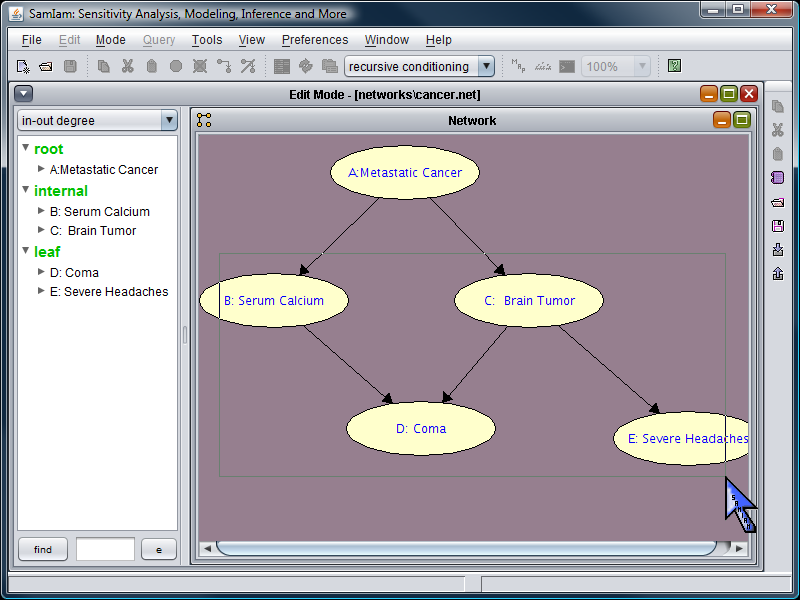 SamIam: Sensitivity Analysis, Modeling, Inference and More
File Edit Mode Query Tools View Preferences Window Help
recursive conditioning
100%
Edit Mode - [networks\cancer.net]
in-out degree
Network
root
A:Metastatic Cancer
internal
B: Serum Calcium
C: Brain Tumor
leaf
D: Coma
E: Severe Headaches
A:Metastatic Cancer
B: Serum Calcium
C: Brain Tumor
D: Coma
E: Severe Headaches
find
e